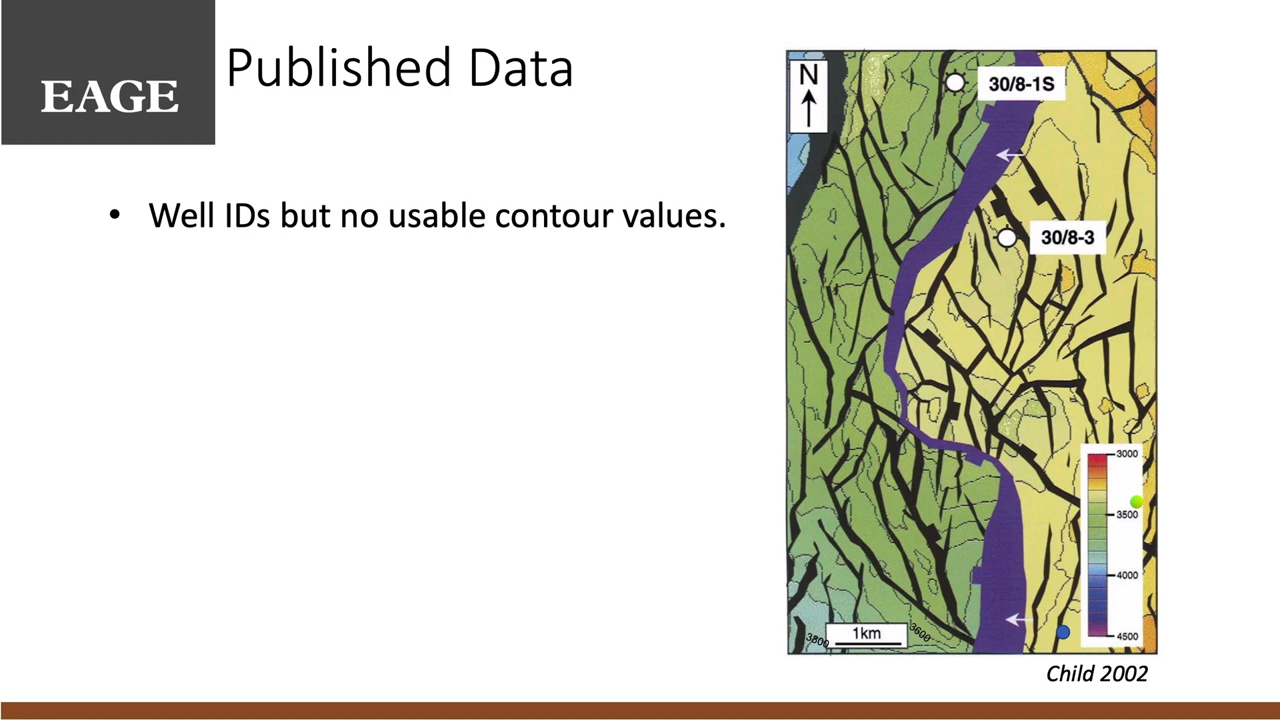 EAGE
Published Data
• Well IDs but no usable contour values.
N
30/8-1S
30/8-3
3000
3500
4000
4500
1km
3800
3600
Child 2002